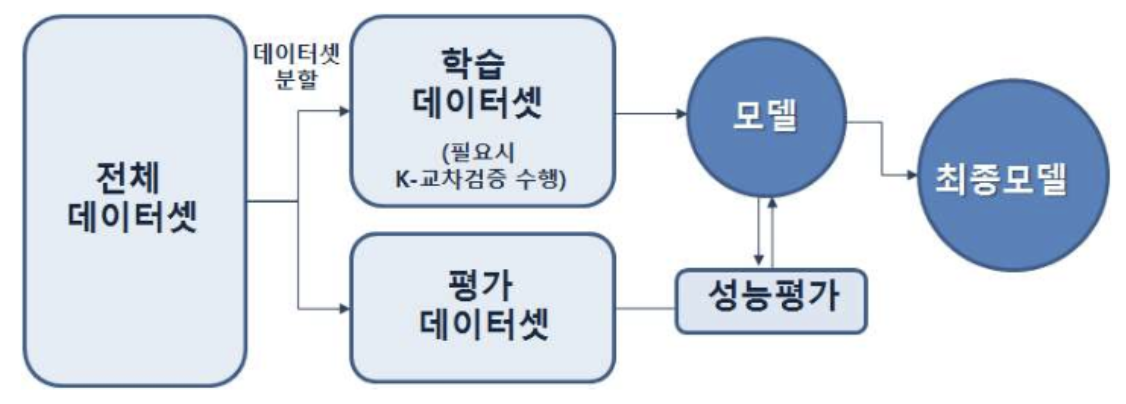 전체
데이터셋
데이터셋
분할
학습
데이터셋
(필요시
K-교차검증 수행)
평가
데이터셋
모델
성능평가
최종모델